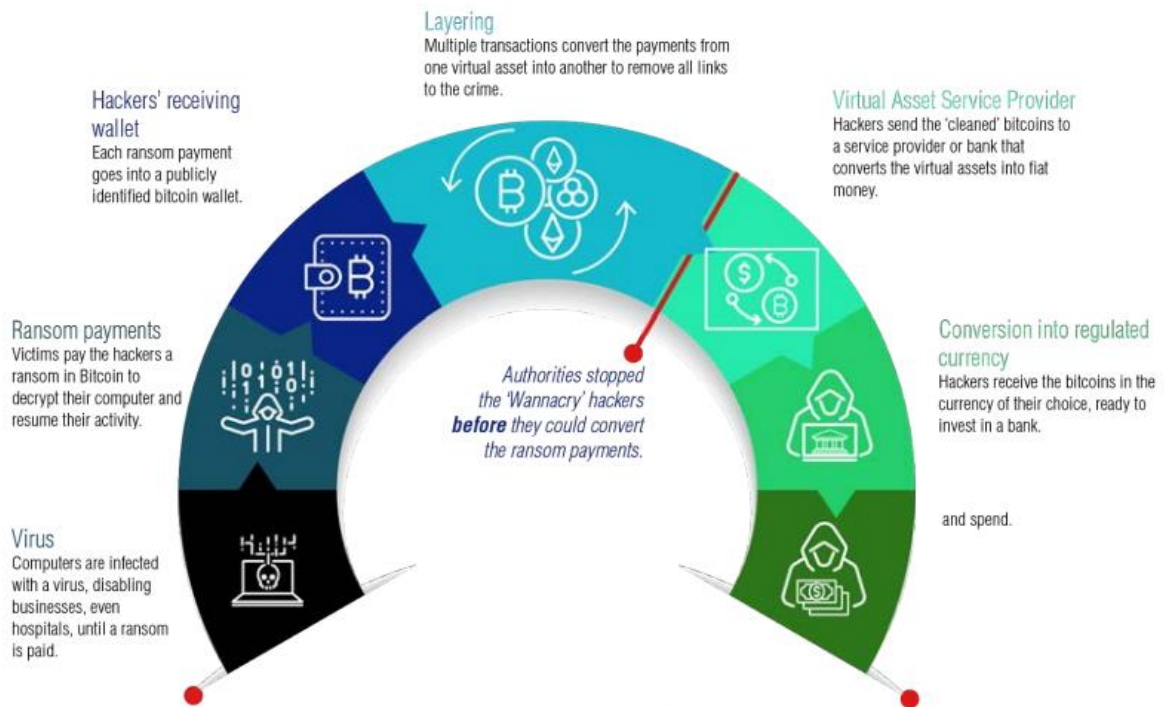 Layering
Multiple transactions convert the payments from
one virtual asset into another to remove all links
to the crime.
Hackers' receiving
wallet
Each ransom payment
goes into a publicly
identified bitcoin wallet.
Virtual Asset Service Provider
Hackers send the 'cleaned' bitcoins to
a service provider or bank that
converts the virtual assets into fiat
money.
Ransom payments
Victims pay the hackers a
ransom in Bitcoin to
decrypt their computer and
resume their activity.
Authorities stopped
the 'Wannacry' hackers
before they could convert
the ransom payments.
Conversion into regulated
currency
Hackers receive the bitcoins in the
currency of their choice, ready to
invest in a bank.
and spend.
Virus
Computers are infected
with a virus, disabling
businesses, even
hospitals, until a ransom
is paid.